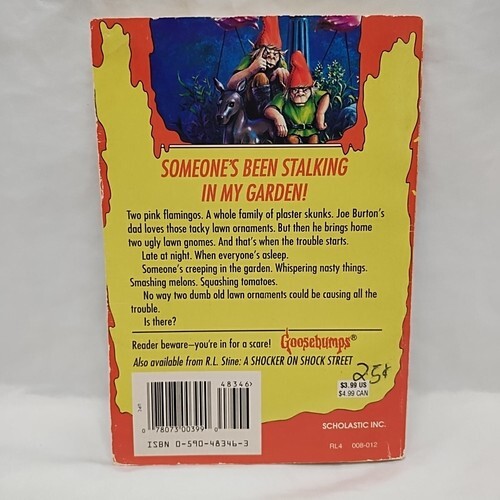 SOMEONE'S BEEN STALKING
IN MY GARDEN!
Two pink flamingos. A whole family of plaster skunks. Joe Burton's
dad loves those tacky lawn ornaments. But then he brings home
two ugly lawn gnomes. And that's when the trouble starts.
Late at night. When everyone's asleep.
Someone's creeping in the garden. Whispering nasty things.
Smashing melons. Squashing tomatoes.
No way two dumb old lawn ornaments could be causing all the
trouble.
Is there?
Reader beware—you're in for a scare! Goosebumps®
Also available from R.L. Stine: A SHOCKER ON SHOCK STREET
48346>
25¢
$3.99 US
$4.99 CAN
0 78073 00399
ISBN 0-590-48346-3
SCHOLASTIC INC.
RL4 008-012